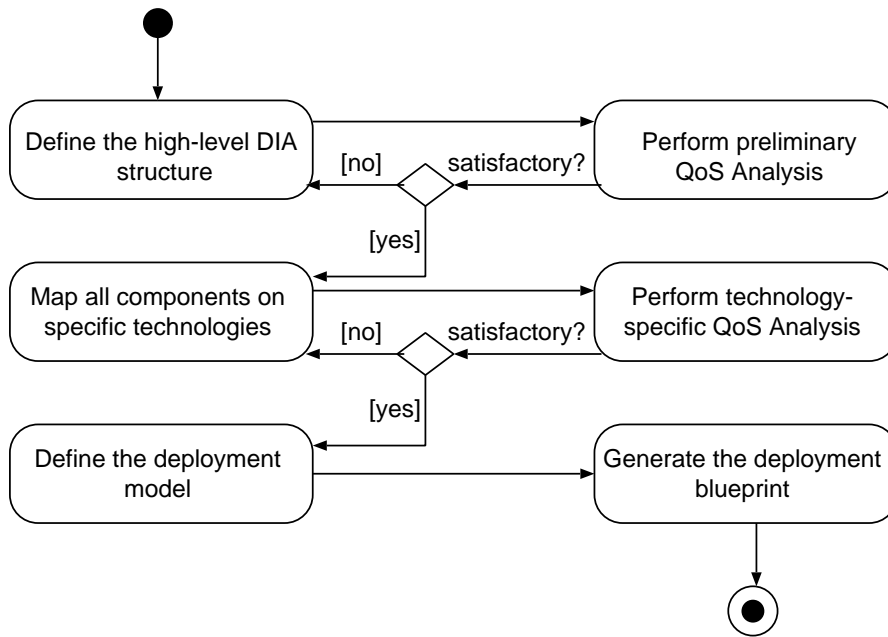 Define the high-level DIA
structure
Perform preliminary
QoS Analysis
[no]
satisfactory?
[yes]
Map all components on
specific technologies
Perform technology-
specific QoS Analysis
[no]
satisfactory?
[yes]
Define the deployment
model
Generate the deployment
blueprint